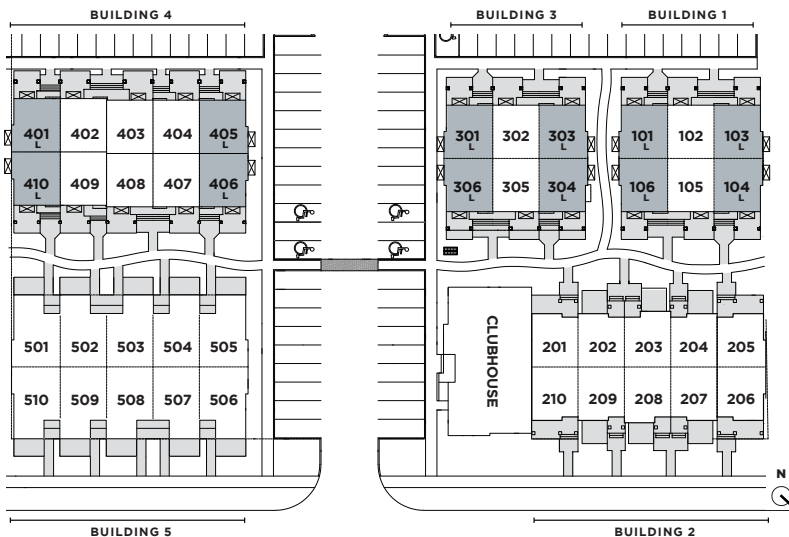 BUILDING 4 BUILDING 3 BUILDING 1
401 402 403 404 405 301 302 303 101 102 103
L L L L L L
410 409 408 407 406 306 305 304 106 105 104
L L L L L L
CLUBHOUSE
501 502 503 504 505 201 202 203 204 205
510 509 508 507 506 210 209 208 207 206
N
BUILDING 5 BUILDING 2